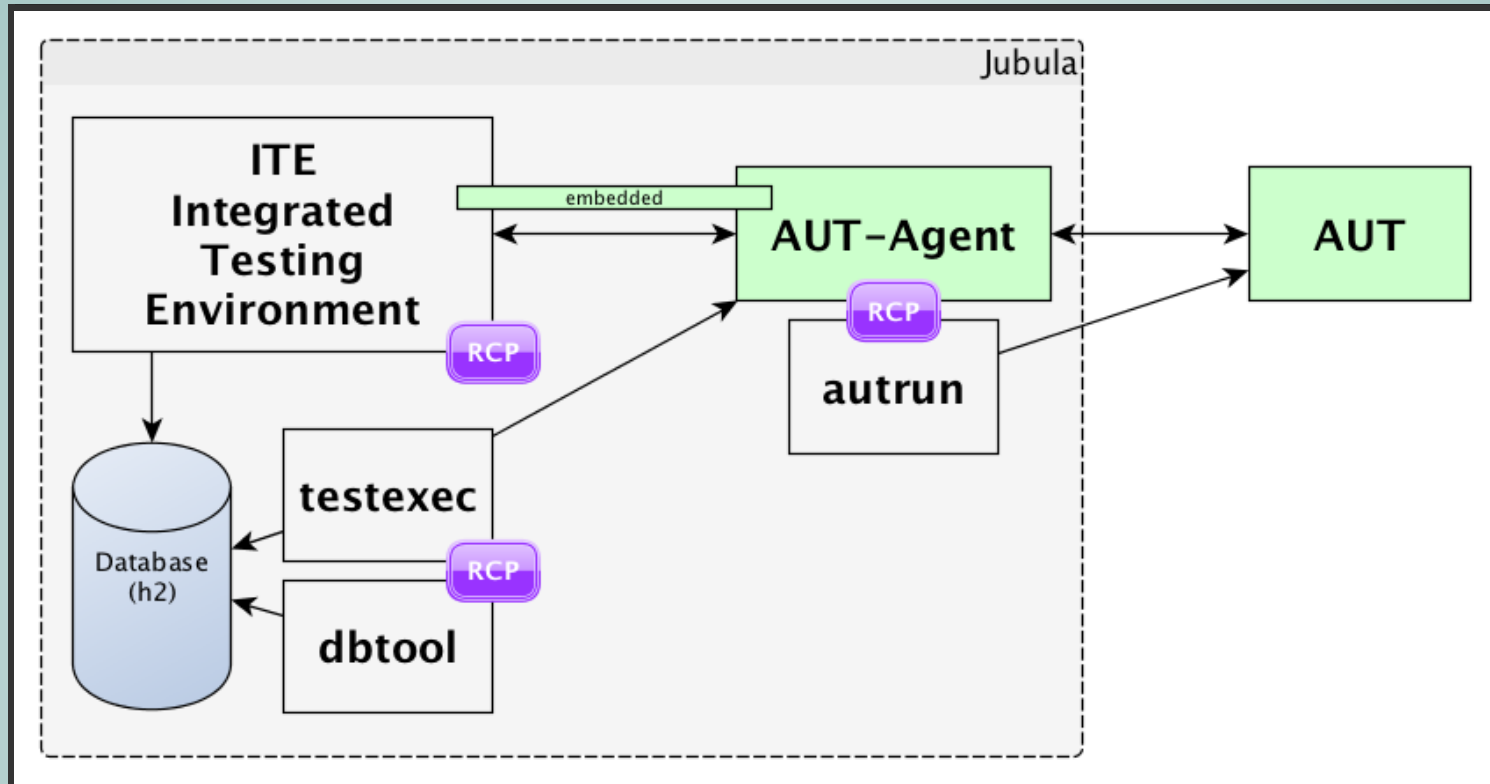 Jubula
ITE
Integrated
Testing
Environment
RCP
embedded
AUT-Agent
RCP
autrun
AUT
testexec
RCP
dbtool
Database
(h2)